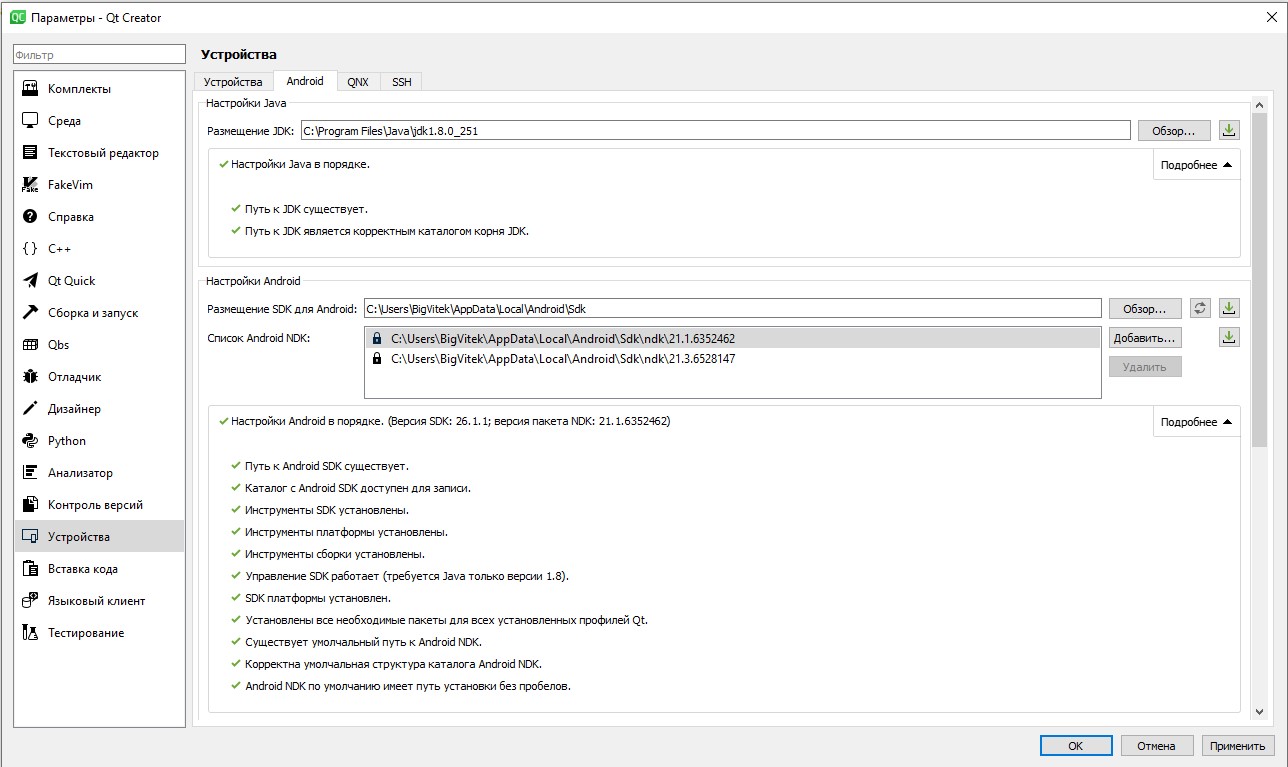 Параметры - Qt Creator
Фильтр
Комплекты
Среда
Текстовый редактор
FakeVim
Справка
C++
Qt Quick
Сборка и запуск
Qbs
Отладчик
Дизайнер
Python
Анализатор
Контроль версий
Устройства
Вставка кода
Языковый клиент
Тестирование
Устройства
Устройства Android QNX SSH
Настройки Java
Размещение JDK: C:\Program Files\Java\jdk1.8.0_251 Обзор...
Настройки Java в порядке. Подробнее
Путь к JDK существует.
Путь к JDK является корректным каталогом корня JDK.
Настройки Android
Размещение SDK для Android: C:\Users\BigVitek\AppData\Local\Android\Sdk Обзор...
Список Android NDK: C:\Users\BigVitek\AppData\Local\Android\Sdk\ndk\21.1.6352462 Добавить...
C:\Users\BigVitek\AppData\Local\Android\Sdk\ndk\21.3.6528147
Удалить
Настройки Android в порядке. (Версия SDK: 26.1.1; версия пакета NDK: 21.1.6352462) Подробнее
Путь к Android SDK существует.
Каталог с Android SDK доступен для записи.
Инструменты SDK установлены.
Инструменты платформы установлены.
Инструменты сборки установлены.
Управление SDK работает (требуется Java только версии 1.8).
SDK платформы установлен.
Установлены все необходимые пакеты для всех установленных профилей Qt.
Существует умолчальный путь к Android NDK.
Корректна умолчальная структура каталога Android NDK.
Android NDK по умолчанию имеет путь установки без пробелов.
OK Отмена Применить